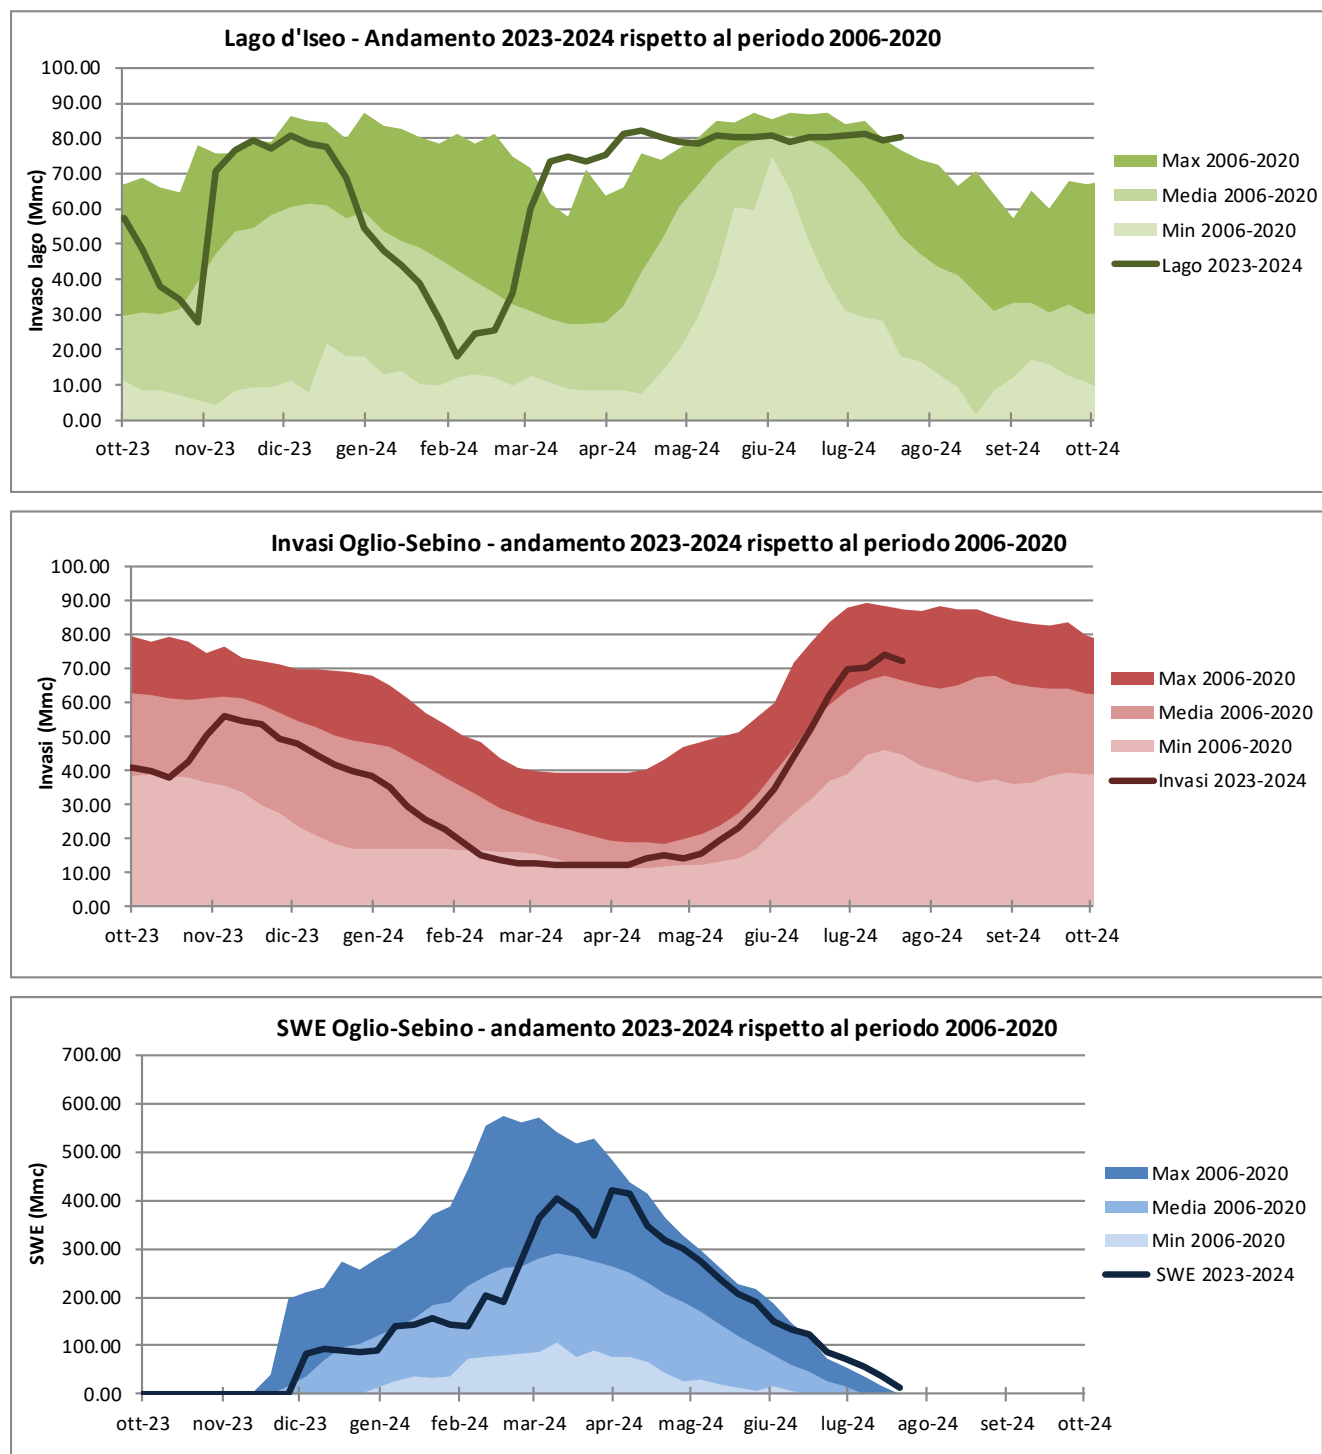 Lago d'Iseo - Andamento 2023-2024 rispetto al periodo 2006-2020
Invaso lago (Mmc)
100.00
90.00
80.00
70.00
60.00
50.00
40.00
30.00
20.00
10.00
0.00
ott-23 nov-23 dic-23 gen-24 feb-24 mar-24 apr-24 mag-24 giu-24 lug-24 ago-24 set-24 ott-24
Max 2006-2020
Media 2006-2020
Min 2006-2020
Lago 2023-2024
Invasi Oglio-Sebino - andamento 2023-2024 rispetto al periodo 2006-2020
Invasi (Mmc)
100.00
90.00
80.00
70.00
60.00
50.00
40.00
30.00
20.00
10.00
0.00
ott-23 nov-23 dic-23 gen-24 feb-24 mar-24 apr-24 mag-24 giu-24 lug-24 ago-24 set-24 ott-24
Max 2006-2020
Media 2006-2020
Min 2006-2020
Invasi 2023-2024
SWE Oglio-Sebino - andamento 2023-2024 rispetto al periodo 2006-2020
SWE (Mmc)
700.00
600.00
500.00
400.00
300.00
200.00
100.00
0.00
ott-23 nov-23 dic-23 gen-24 feb-24 mar-24 apr-24 mag-24 giu-24 lug-24 ago-24 set-24 ott-24
Max 2006-2020
Media 2006-2020
Min 2006-2020
SWE 2023-2024